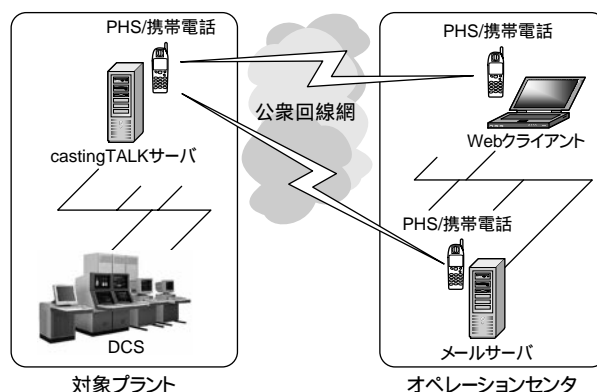 PHS/携帯電話
castingTALKサーバ
DCS
対象プラント
公衆回線網
PHS/携帯電話
Webクライアント
PHS/携帯電話
メールサーバ
オペレーションセンタ